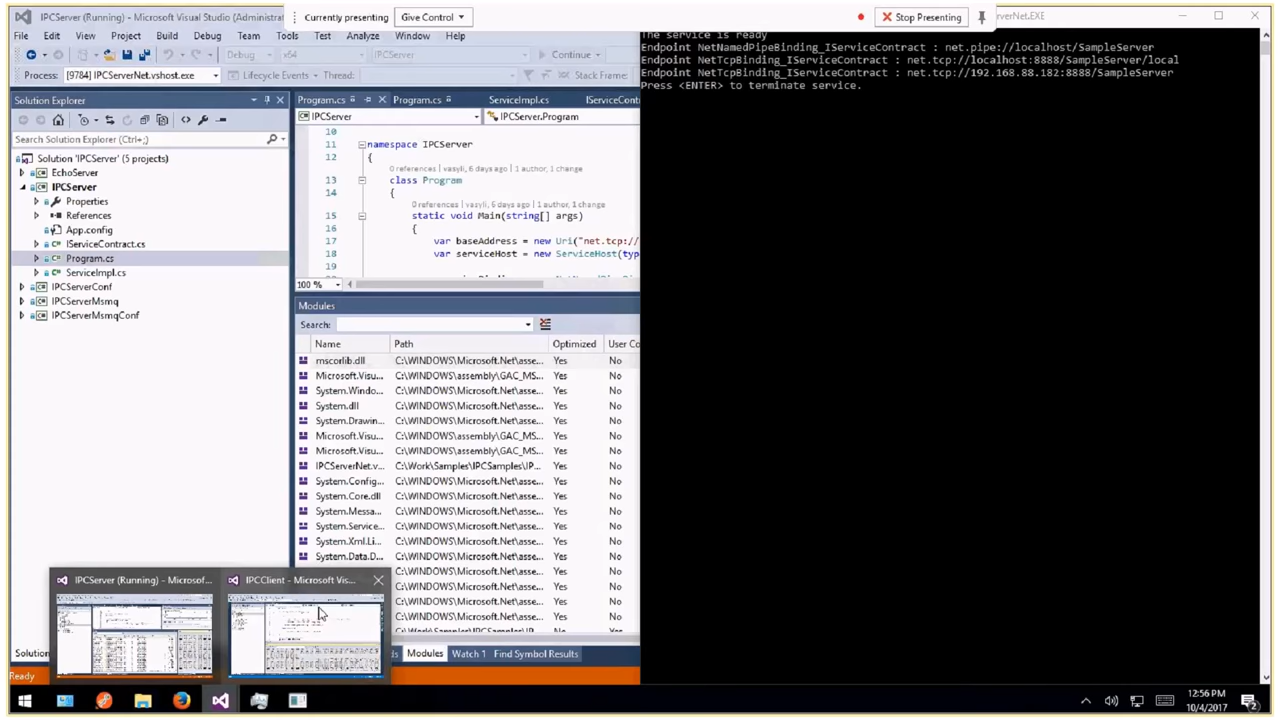 IPCServer (Running) - Microsoft Visual Studio (Administrat
Currently presenting
Give Control
Stop Presenting
erverNet.EXE
File Edit View Project Build Debug Team Tools Test Analyze Window Help
Debug x64 IPCServer Continue
Process: [9784] IPCServerNet.vshost.exe Lifecycle Events Thread: Stack Frame:
Solution Explorer
Search Solution Explorer (Ctrl+;)
Solution 'IPCServer' (5 projects)
EchoServer
IPCServer
Properties
References
App.config
IServiceContract.cs
Program.cs
ServiceImpl.cs
IPCServerConf
IPCServerMsmq
IPCServerMsmqConf
Program.cs Program.cs ServiceImpl.cs IServiceContr
IPCServer IPCServer.Program
10
11 namespace IPCServer
12 {
0 references | vasyli, 6 days ago | 1 author, 1 change
13 class Program
14 {
0 references | vasyli, 6 days ago | 1 author, 1 change
15 static void Main(string[] args)
16 {
17 var baseAddress = new Uri("net.tcp://
18 var serviceHost = new ServiceHost(typ
19
100 %
Modules
Search:
Name Path Optimized User Co
mscorlib.dll C:\WINDOWS\Microsoft.Net\asse... Yes No
Microsoft.Visu... C:\WINDOWS\assembly\GAC_MS... Yes No
System.Windo... C:\WINDOWS\Microsoft.Net\asse... Yes No
System.dll C:\WINDOWS\Microsoft.Net\asse... Yes No
System.Drawin... C:\WINDOWS\Microsoft.Net\asse... Yes No
Microsoft.Visu... C:\WINDOWS\assembly\GAC_MS... Yes No
Microsoft.Visu... C:\WINDOWS\assembly\GAC_MS... Yes No
IPCServerNet.v... C:\Work\Samples\IPCSamples\IP... Yes No
System.Config... C:\WINDOWS\Microsoft.Net\asse... Yes No
System.Core.dll C:\WINDOWS\Microsoft.Net\asse... Yes No
System.Messa... C:\WINDOWS\Microsoft.Net\asse... Yes No
System.Service... C:\WINDOWS\Microsoft.Net\asse... Yes No
System.Xml.Li... C:\WINDOWS\Microsoft.Net\asse... Yes No
System.Data.D... C:\WINDOWS\Microsoft.Net\asse... Yes No
C:\WINDOWS\Microsoft.Net\asse... Yes No
C:\WINDOWS\Microsoft.Net\asse... Yes No
C:\WINDOWS\Microsoft.Net\asse... Yes No
C:\WINDOWS\Microsoft.Net\asse... Yes No
IPCServer (Running) - Microsof...
IPCClient - Microsoft Vis...
Solution
Modules Watch 1 Find Symbol Results
Ready
The service is ready
Endpoint NetNamedPipeBinding_IServiceContract : net.pipe://localhost/SampleServer
Endpoint NetTcpBinding_IServiceContract : net.tcp://localhost:8888/SampleServer/local
Endpoint NetTcpBinding_IServiceContract : net.tcp://192.168.88.182:8888/SampleServer
Press <ENTER> to terminate service.
12:56 PM
10/4/2017
2